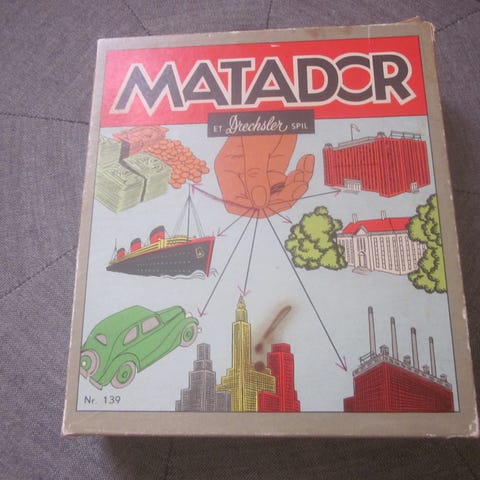 MATADOR
ET Drechsler SPIL
Nr. 139